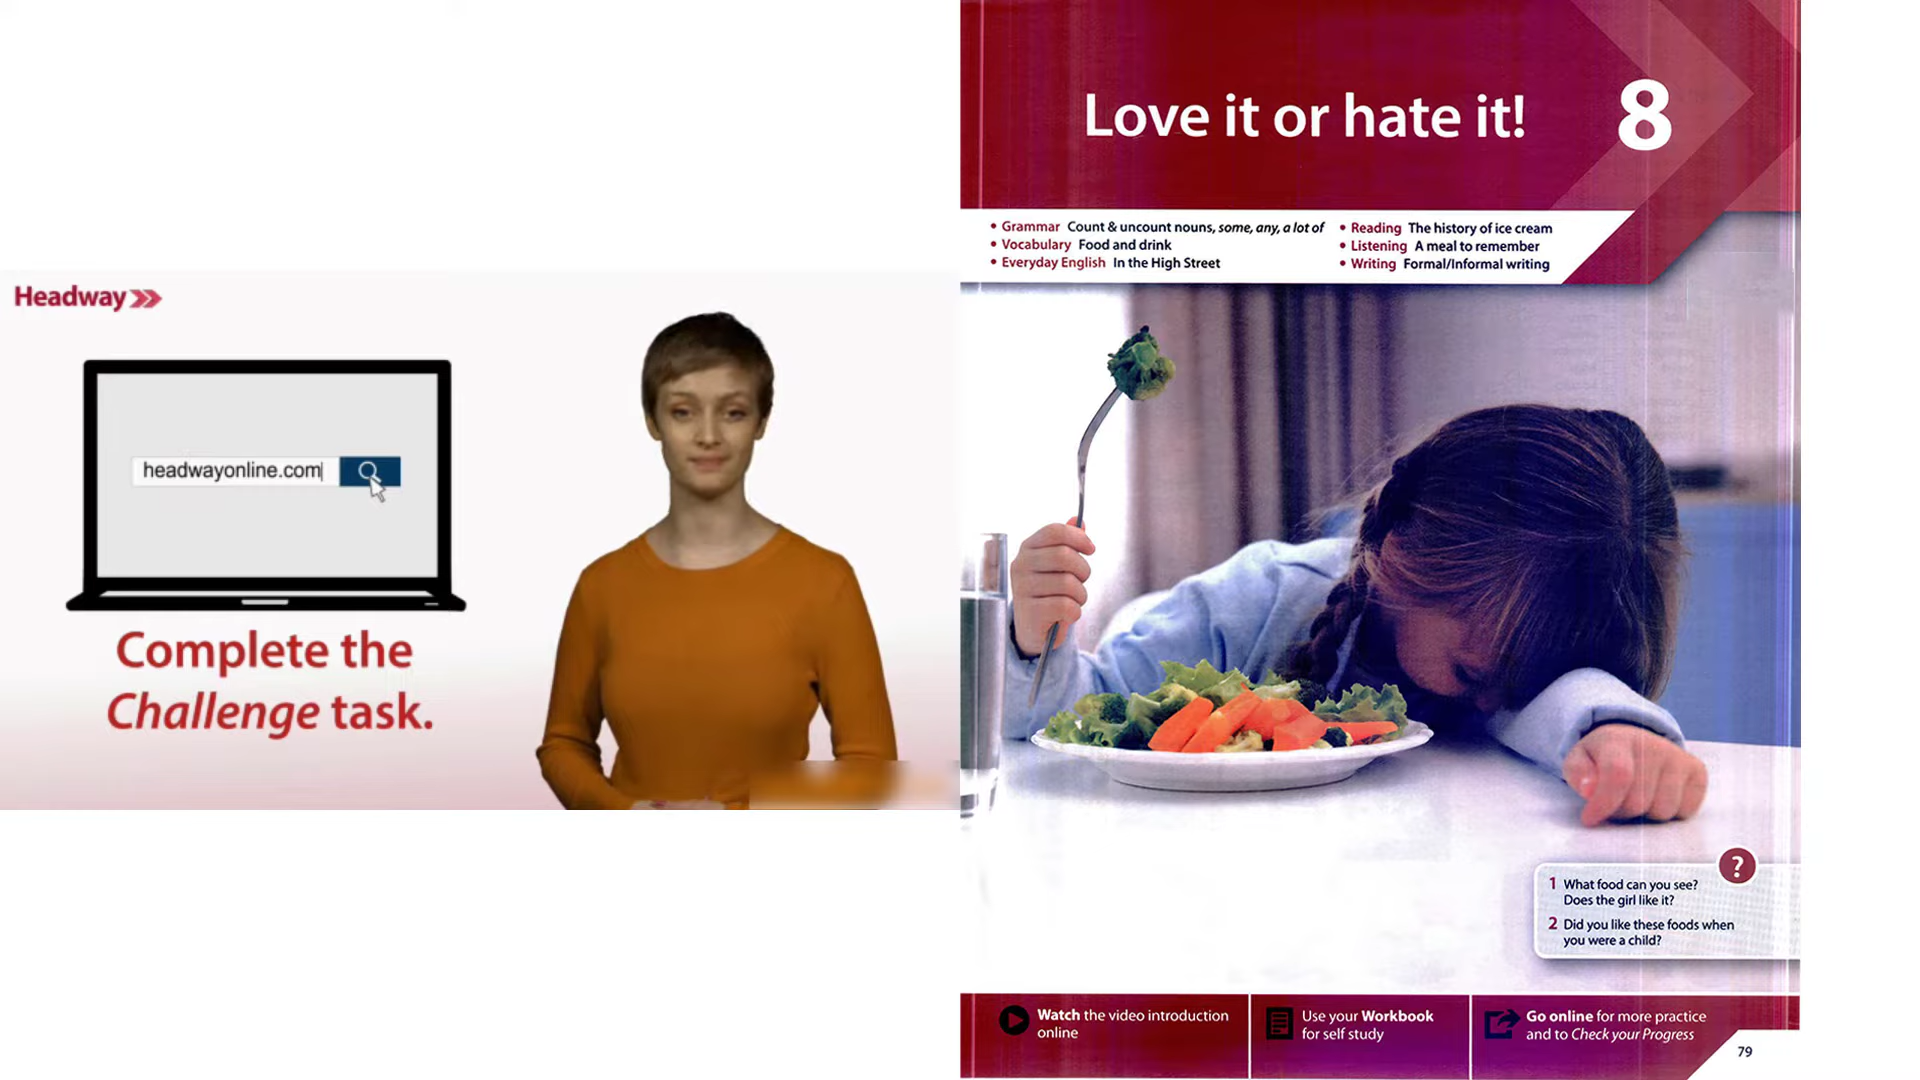 Headway
headwayonline.com
Complete the
Challenge task.
Love it or hate it!
8
• Grammar Count & uncount nouns, some, any, a lot of
• Vocabulary Food and drink
• Everyday English In the High Street
• Reading The history of ice cream
• Listening A meal to remember
• Writing Formal/Informal writing
?
1 What food can you see?
Does the girl like it?
2 Did you like these foods when
you were a child?
Watch the video introduction
online
Use your Workbook
for self study
Go online for more practice
and to Check your Progress
79